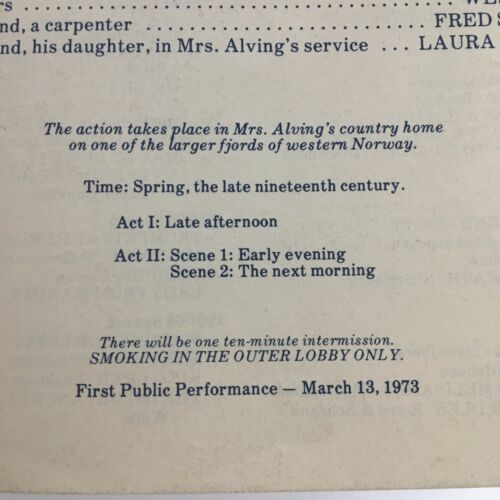 rs ....................
nd, a carpenter .................... FRED S
nd, his daughter, in Mrs. Alving's service ... LAURA
The action takes place in Mrs. Alving's country home
on one of the larger fjords of western Norway.
Time: Spring, the late nineteenth century.
Act I: Late afternoon
Act II: Scene 1: Early evening
Scene 2: The next morning
There will be one ten-minute intermission.
SMOKING IN THE OUTER LOBBY ONLY.
First Public Performance — March 13, 1973